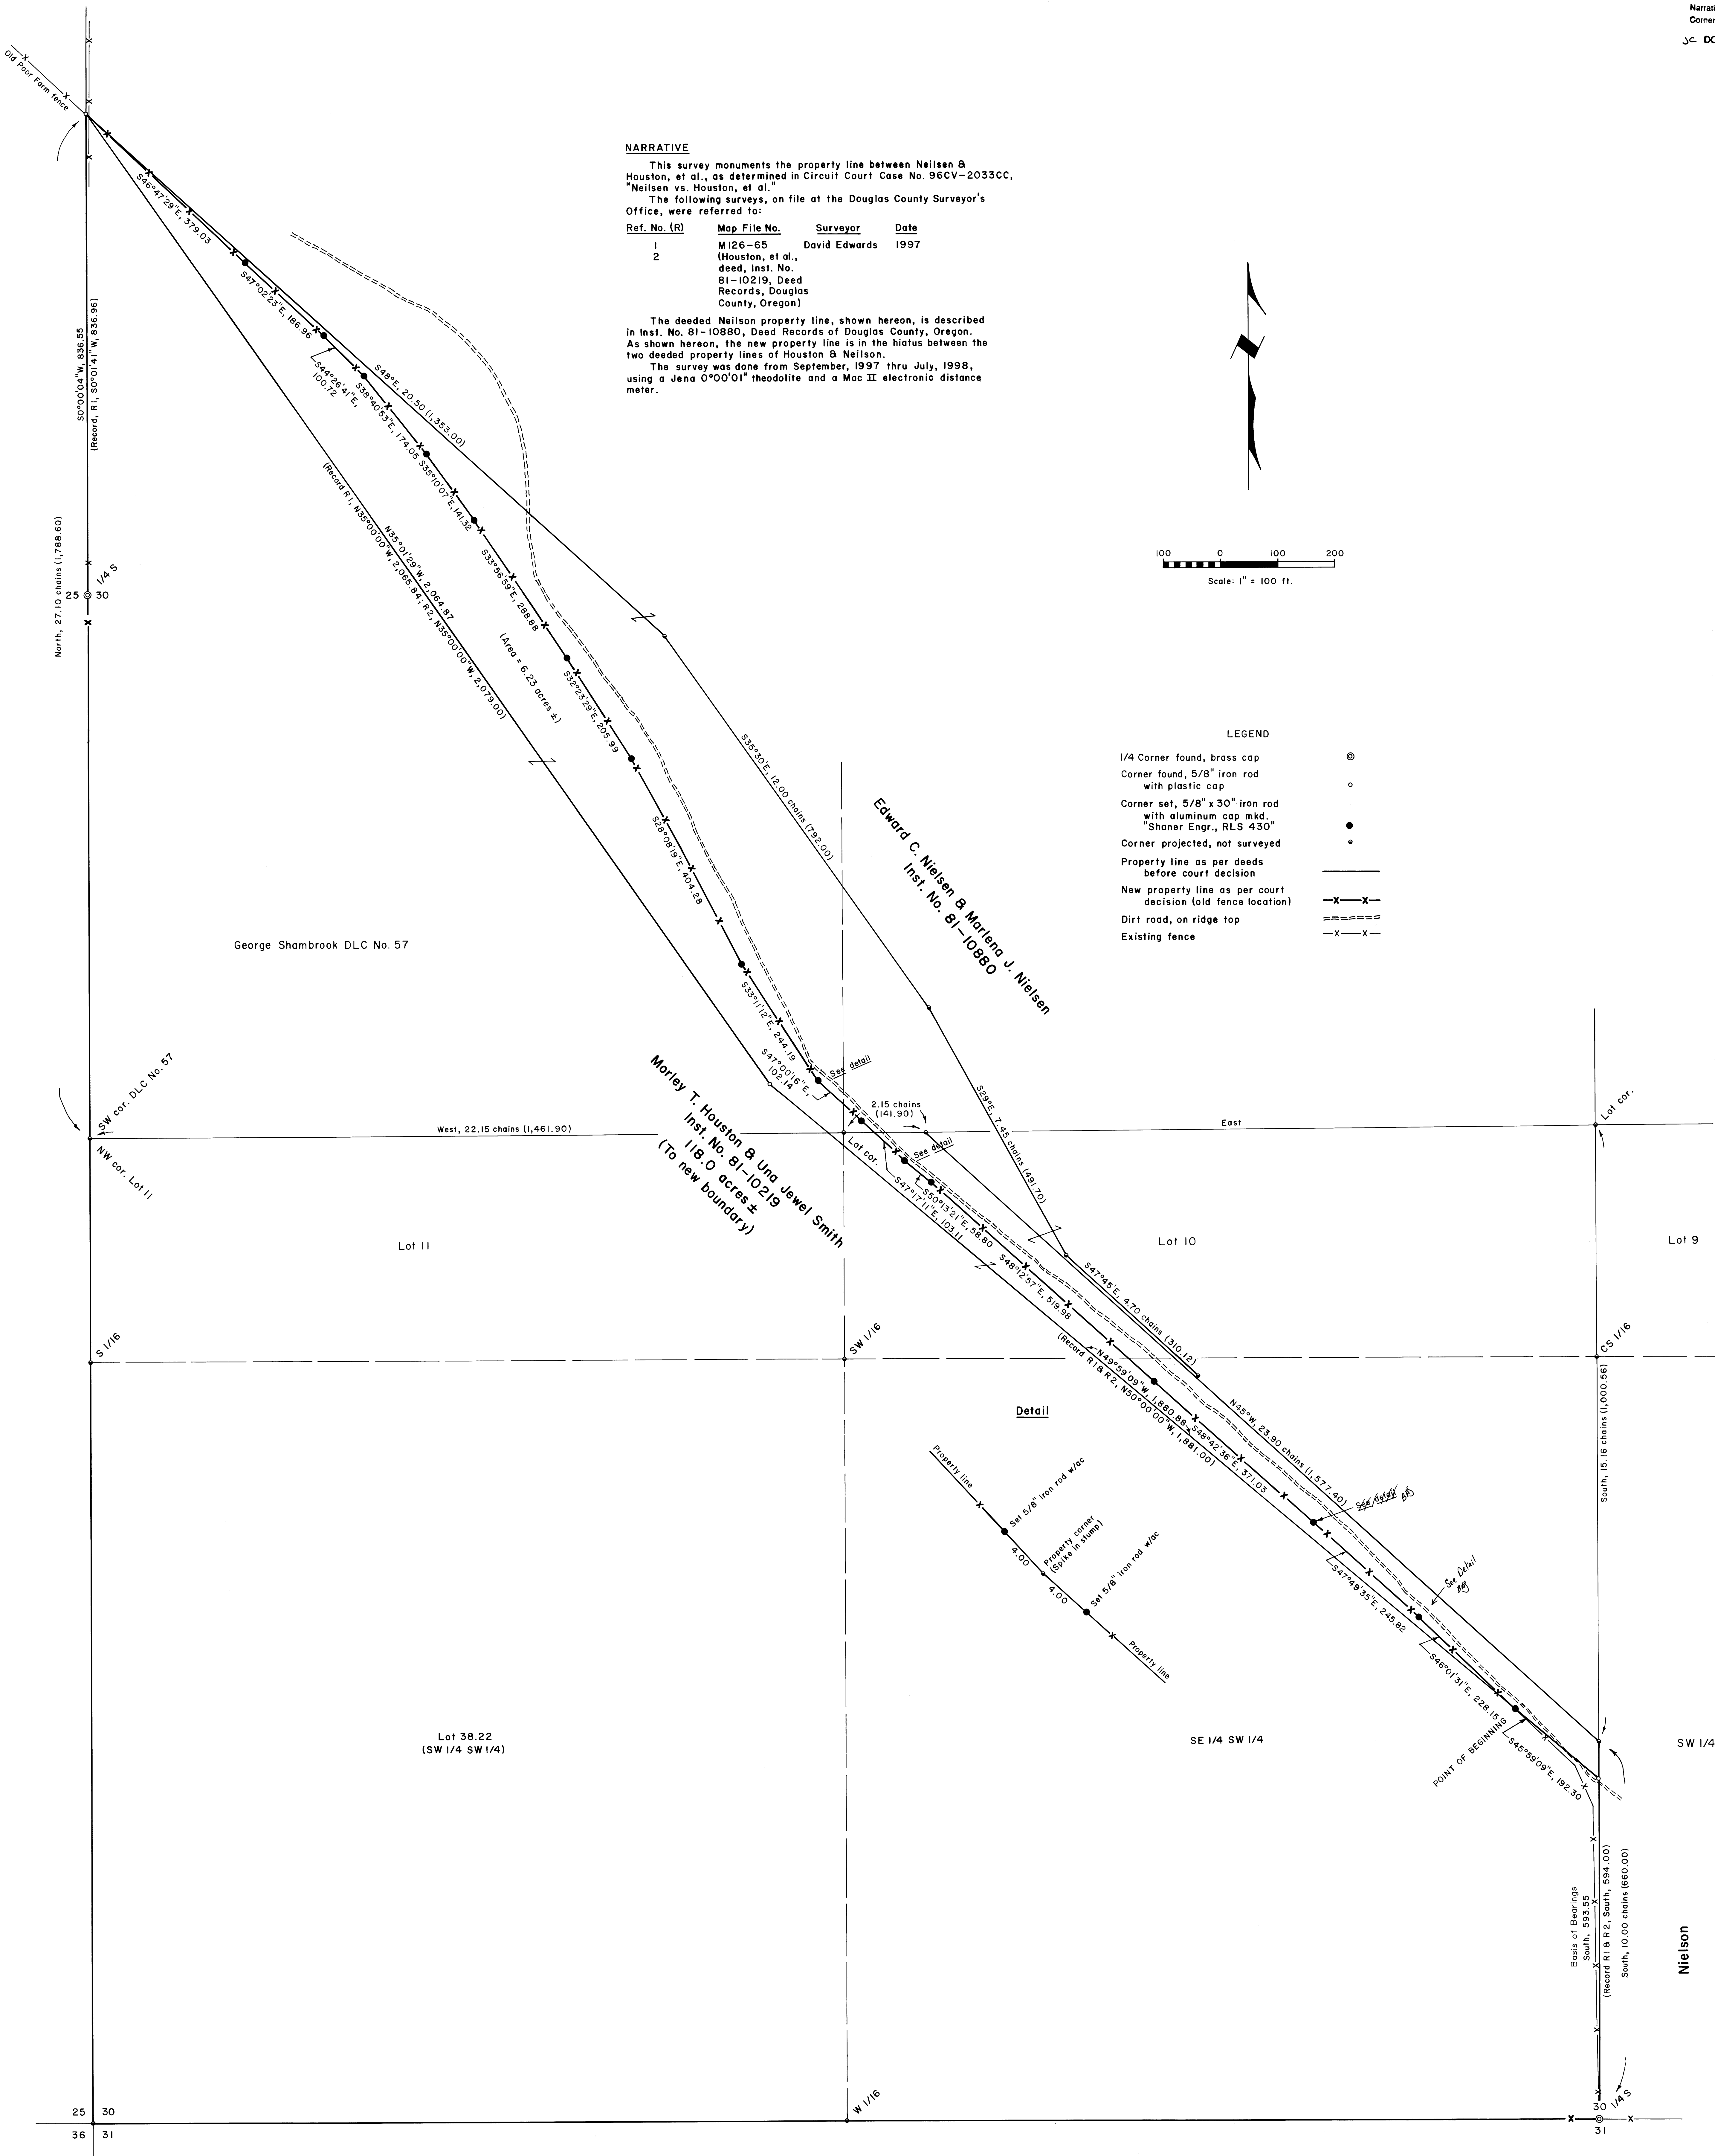 Narrati
Corner
JC DO
Old Poor Farm fence
NARRATIVE
This survey monuments the property line between Neilsen &
Houston, et al., as determined in Circuit Court Case No. 96CV-2033CC,
"Neilsen vs. Houston, et al."
The following surveys, on file at the Douglas County Surveyor's
Office, were referred to:
Ref. No. (R) Map File No. Surveyor Date
1 M126-65 David Edwards 1997
2 (Houston, et al.,
deed, Inst. No.
81-10219, Deed
Records, Douglas
County, Oregon)
The deeded Neilson property line, shown hereon, is described
in Inst. No. 81-10880, Deed Records of Douglas County, Oregon.
As shown hereon, the new property line is in the hiatus between the
two deeded property lines of Houston & Neilson.
The survey was done from September, 1997 thru July, 1998,
using a Jena 0°00'01" theodolite and a Mac II electronic distance
meter.
S46°47'29"E, 379.03
S47°02'23"E, 186.96
S44°26'41"E,
100.72
S38°40'53"E, 174.05
S35°10'07"E, 141.32
S33°56'59"E, 288.88
S32°23'29"E, 205.99
S28°08'19"E, 404.28
S33°11'12"E, 244.19
S47°00'16"E,
102.14
S48°E, 20.50 (1,353.00)
S0°00'04"W, 836.55
(Record, R1, S0°01'41"W, 836.96)
North, 27.10 chains (1,788.60)
25 30
1/4 S
N35°01'29"W, 2,064.87
(Record R1, N35°00'00"W, 2,065.84; R2, N35°00'00"W, 2,079.00)
(Area = 6.23 acres ±)
100 0 100 200
Scale: 1" = 100 ft.
LEGEND
1/4 Corner found, brass cap
Corner found, 5/8" iron rod
with plastic cap
Corner set, 5/8" x 30" iron rod
with aluminum cap mkd.
"Shaner Engr., RLS 430"
Corner projected, not surveyed
Property line as per deeds
before court decision
New property line as per court
decision (old fence location)
Dirt road, on ridge top
Existing fence
S35°30'E, 12.00 chains (792.00)
Edward C. Nielsen & Marlena J. Nielsen
Inst. No. 81-10880
George Shambrook DLC No. 57
SW cor. DLC No. 57
NW cor. Lot 11
West, 22.15 chains (1,461.90)
Morley T. Houston & Una Jewel Smith
Inst. No. 81-10219
118.0 acres ±
(To new boundary)
See detail
2.15 chains
(141.90)
Lot cor.
See detail
S29°E, 7.45 chains (491.70)
East
Lot cor.
S47°17'11"E, 103.11
S50°13'21"E, 58.80
S48°12'57"E, 519.98
Lot 11
Lot 10
Lot 9
S47°45'E, 4.70 chains (310.12)
S 1/16
SW 1/16
CS 1/16
N49°59'09"W, 1,880.88
(Record R1 & R2, N50°00'00"W, 1,881.00)
S48°42'36"E, 371.03
N45°W, 23.90 chains (1,577.40)
South, 15.16 chains (1,000.56)
Detail
Property line
Set 5/8" iron rod w/ac
4.00
Property corner
(Spike in stump)
4.00
Set 5/8" iron rod w/ac
Property line
See detail
See Detail
S47°49'35"E, 245.82
S46°01'31"E, 228.15
POINT OF BEGINNING
S45°59'09"E, 192.30
Lot 38.22
(SW 1/4 SW 1/4)
SE 1/4 SW 1/4
SW 1/4
Basis of Bearings
South, 593.55
(Record R1 & R2, South, 594.00)
South, 10.00 chains (660.00)
Nielson
25 30
36 31
W 1/16
30 1/4 S
31